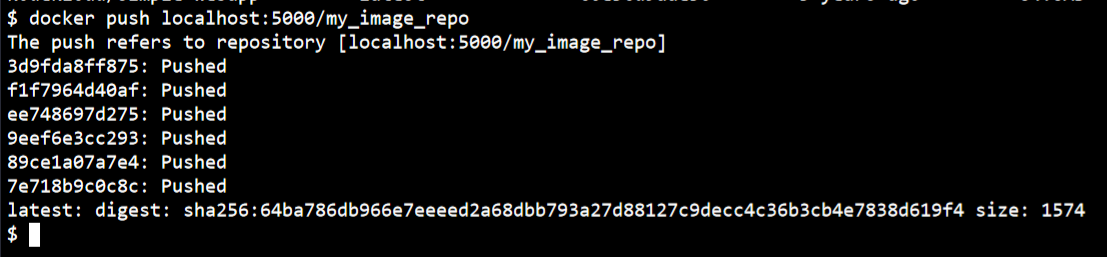 $ docker push localhost:5000/my_image_repo
The push refers to repository [localhost:5000/my_image_repo]
3d9fda8ff875: Pushed
f1f7964d40af: Pushed
ee748697d275: Pushed
9eef6e3cc293: Pushed
89ce1a07a7e4: Pushed
7e718b9c0c8c: Pushed
latest: digest: sha256:64ba786db966e7eeeed2a68dbb793a27d88127c9decc4c36b3cb4e7838d619f4 size: 1574
$